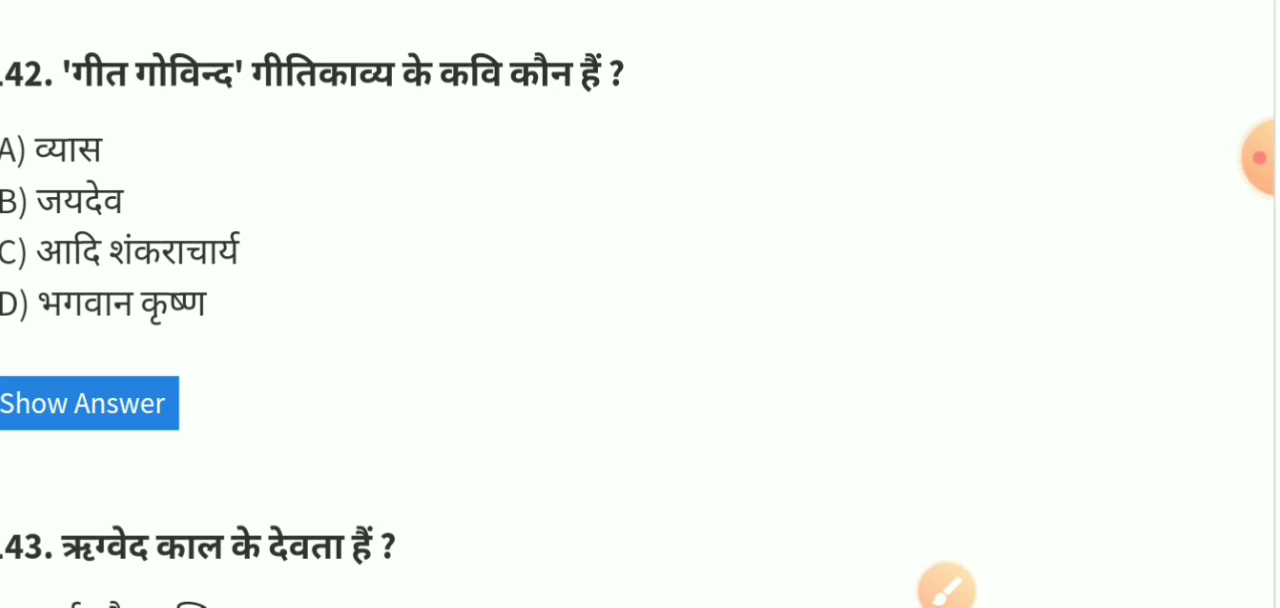 .42. 'गीत गोविन्द' गीतिकाव्य के कवि कौन हैं ?
A) व्यास
B) जयदेव
C) आदि शंकराचार्य
D) भगवान कृष्ण
Show Answer
.43. ऋग्वेद काल के देवता हैं ?